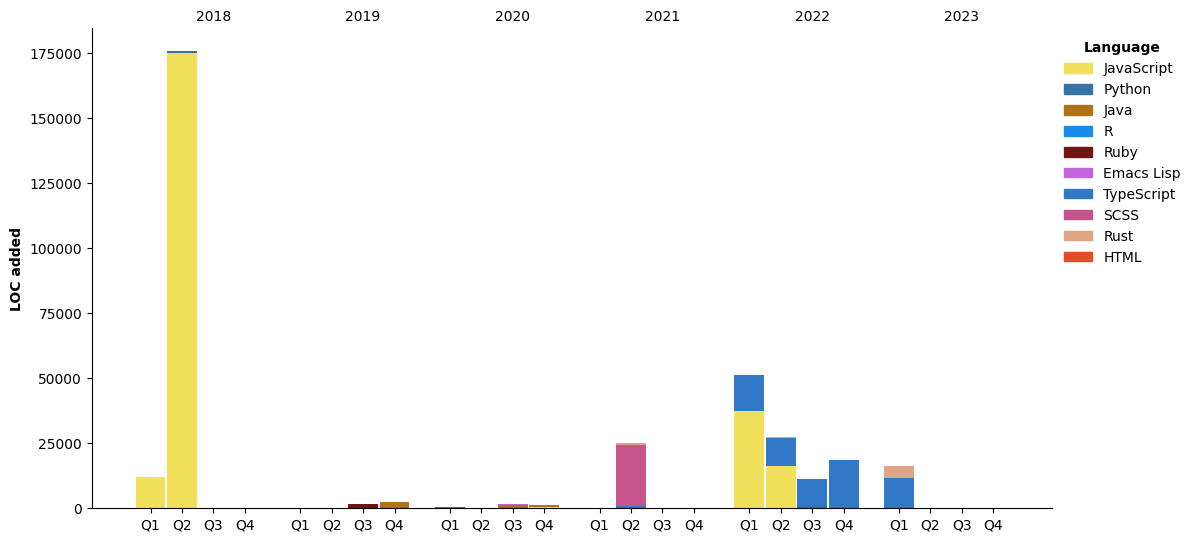 2018 2019 2020 2021 2022 2023
175000
150000
125000
100000
75000
50000
25000
0
LOC added
Q1 Q2 Q3 Q4 Q1 Q2 Q3 Q4 Q1 Q2 Q3 Q4 Q1 Q2 Q3 Q4 Q1 Q2 Q3 Q4 Q1 Q2 Q3 Q4
Language
JavaScript
Python
Java
R
Ruby
Emacs Lisp
TypeScript
SCSS
Rust
HTML